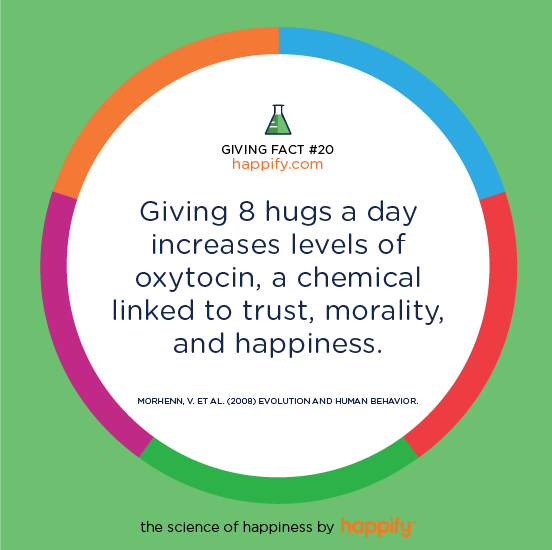 GIVING FACT #20
happify.com
Giving 8 hugs a day
increases levels of
oxytocin, a chemical
linked to trust, morality,
and happiness.
MORHENN, V. ET AL. (2008) EVOLUTION AND HUMAN BEHAVIOR.
the science of happiness by happify